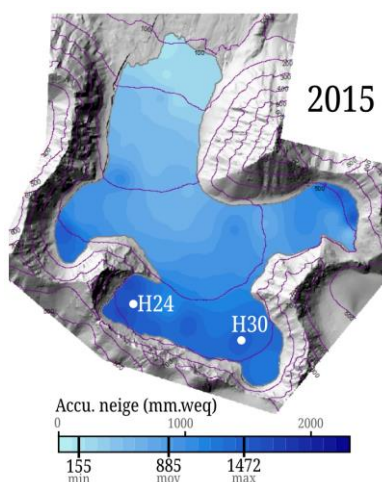 2015
H24
H30
Accu. neige (mm.weq)
0 1000 2000
155 885 1472
min moy max